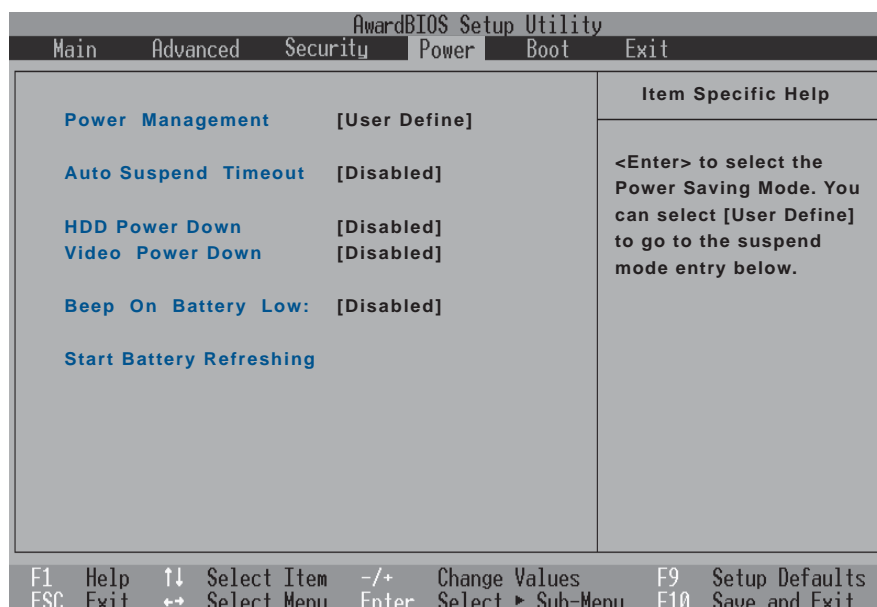 AwardBIOS Setup Utility
Main Advanced Security Power Boot Exit
Item Specific Help
Power Management [User Define]
Auto Suspend Timeout [Disabled]
HDD Power Down [Disabled]
Video Power Down [Disabled]
Beep On Battery Low: [Disabled]
Start Battery Refreshing
<Enter> to select the
Power Saving Mode. You
can select [User Define]
to go to the suspend
mode entry below.
F1 Help ↑↓ Select Item -/+ Change Values F9 Setup Defaults
ESC Exit ↔ Select Menu Enter Select ► Sub-Menu F10 Save and Exit